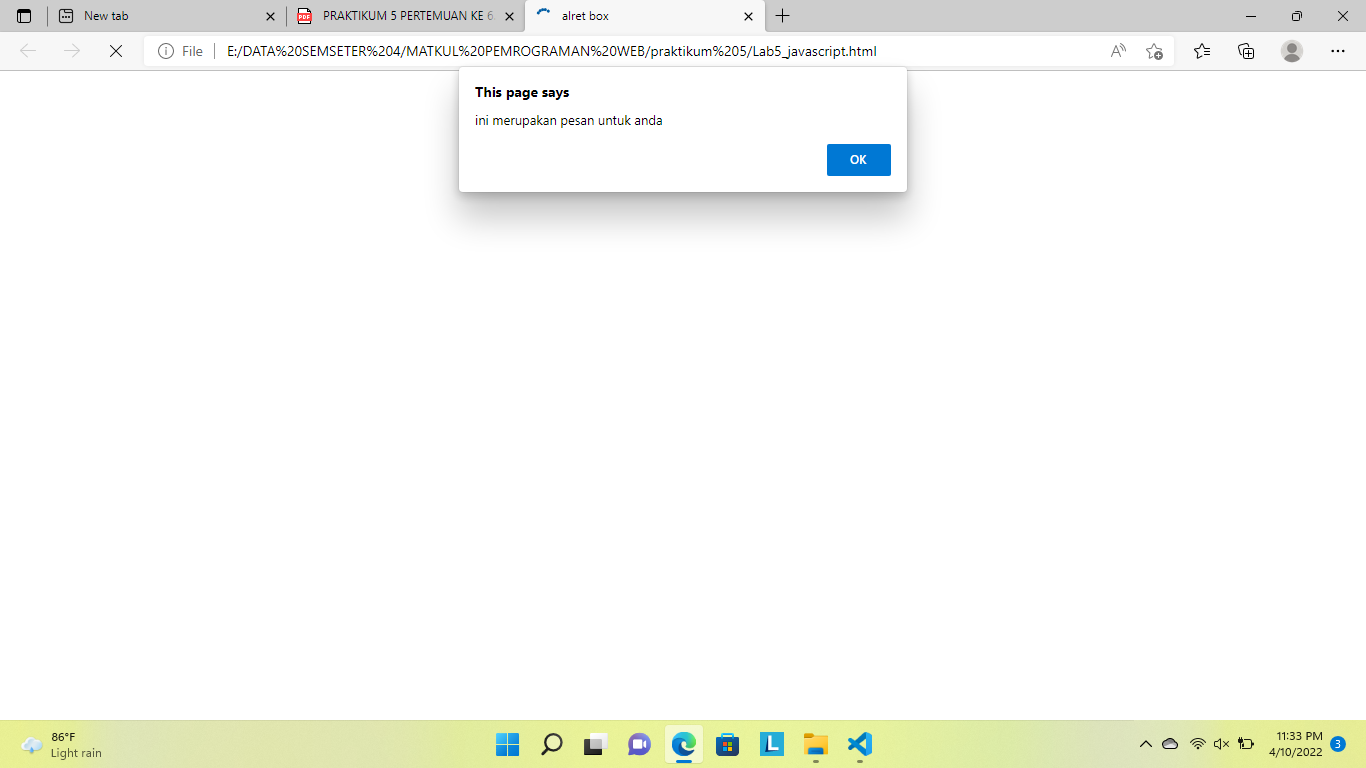 New tab
PRAKTIKUM 5 PERTEMUAN KE 6
alret box
File
E:/DATA%20SEMSETER%204/MATKUL%20PEMROGRAMAN%20WEB/praktikum%205/Lab5_javascript.html
This page says
ini merupakan pesan untuk anda
OK
86°F
Light rain
11:33 PM
4/10/2022
3